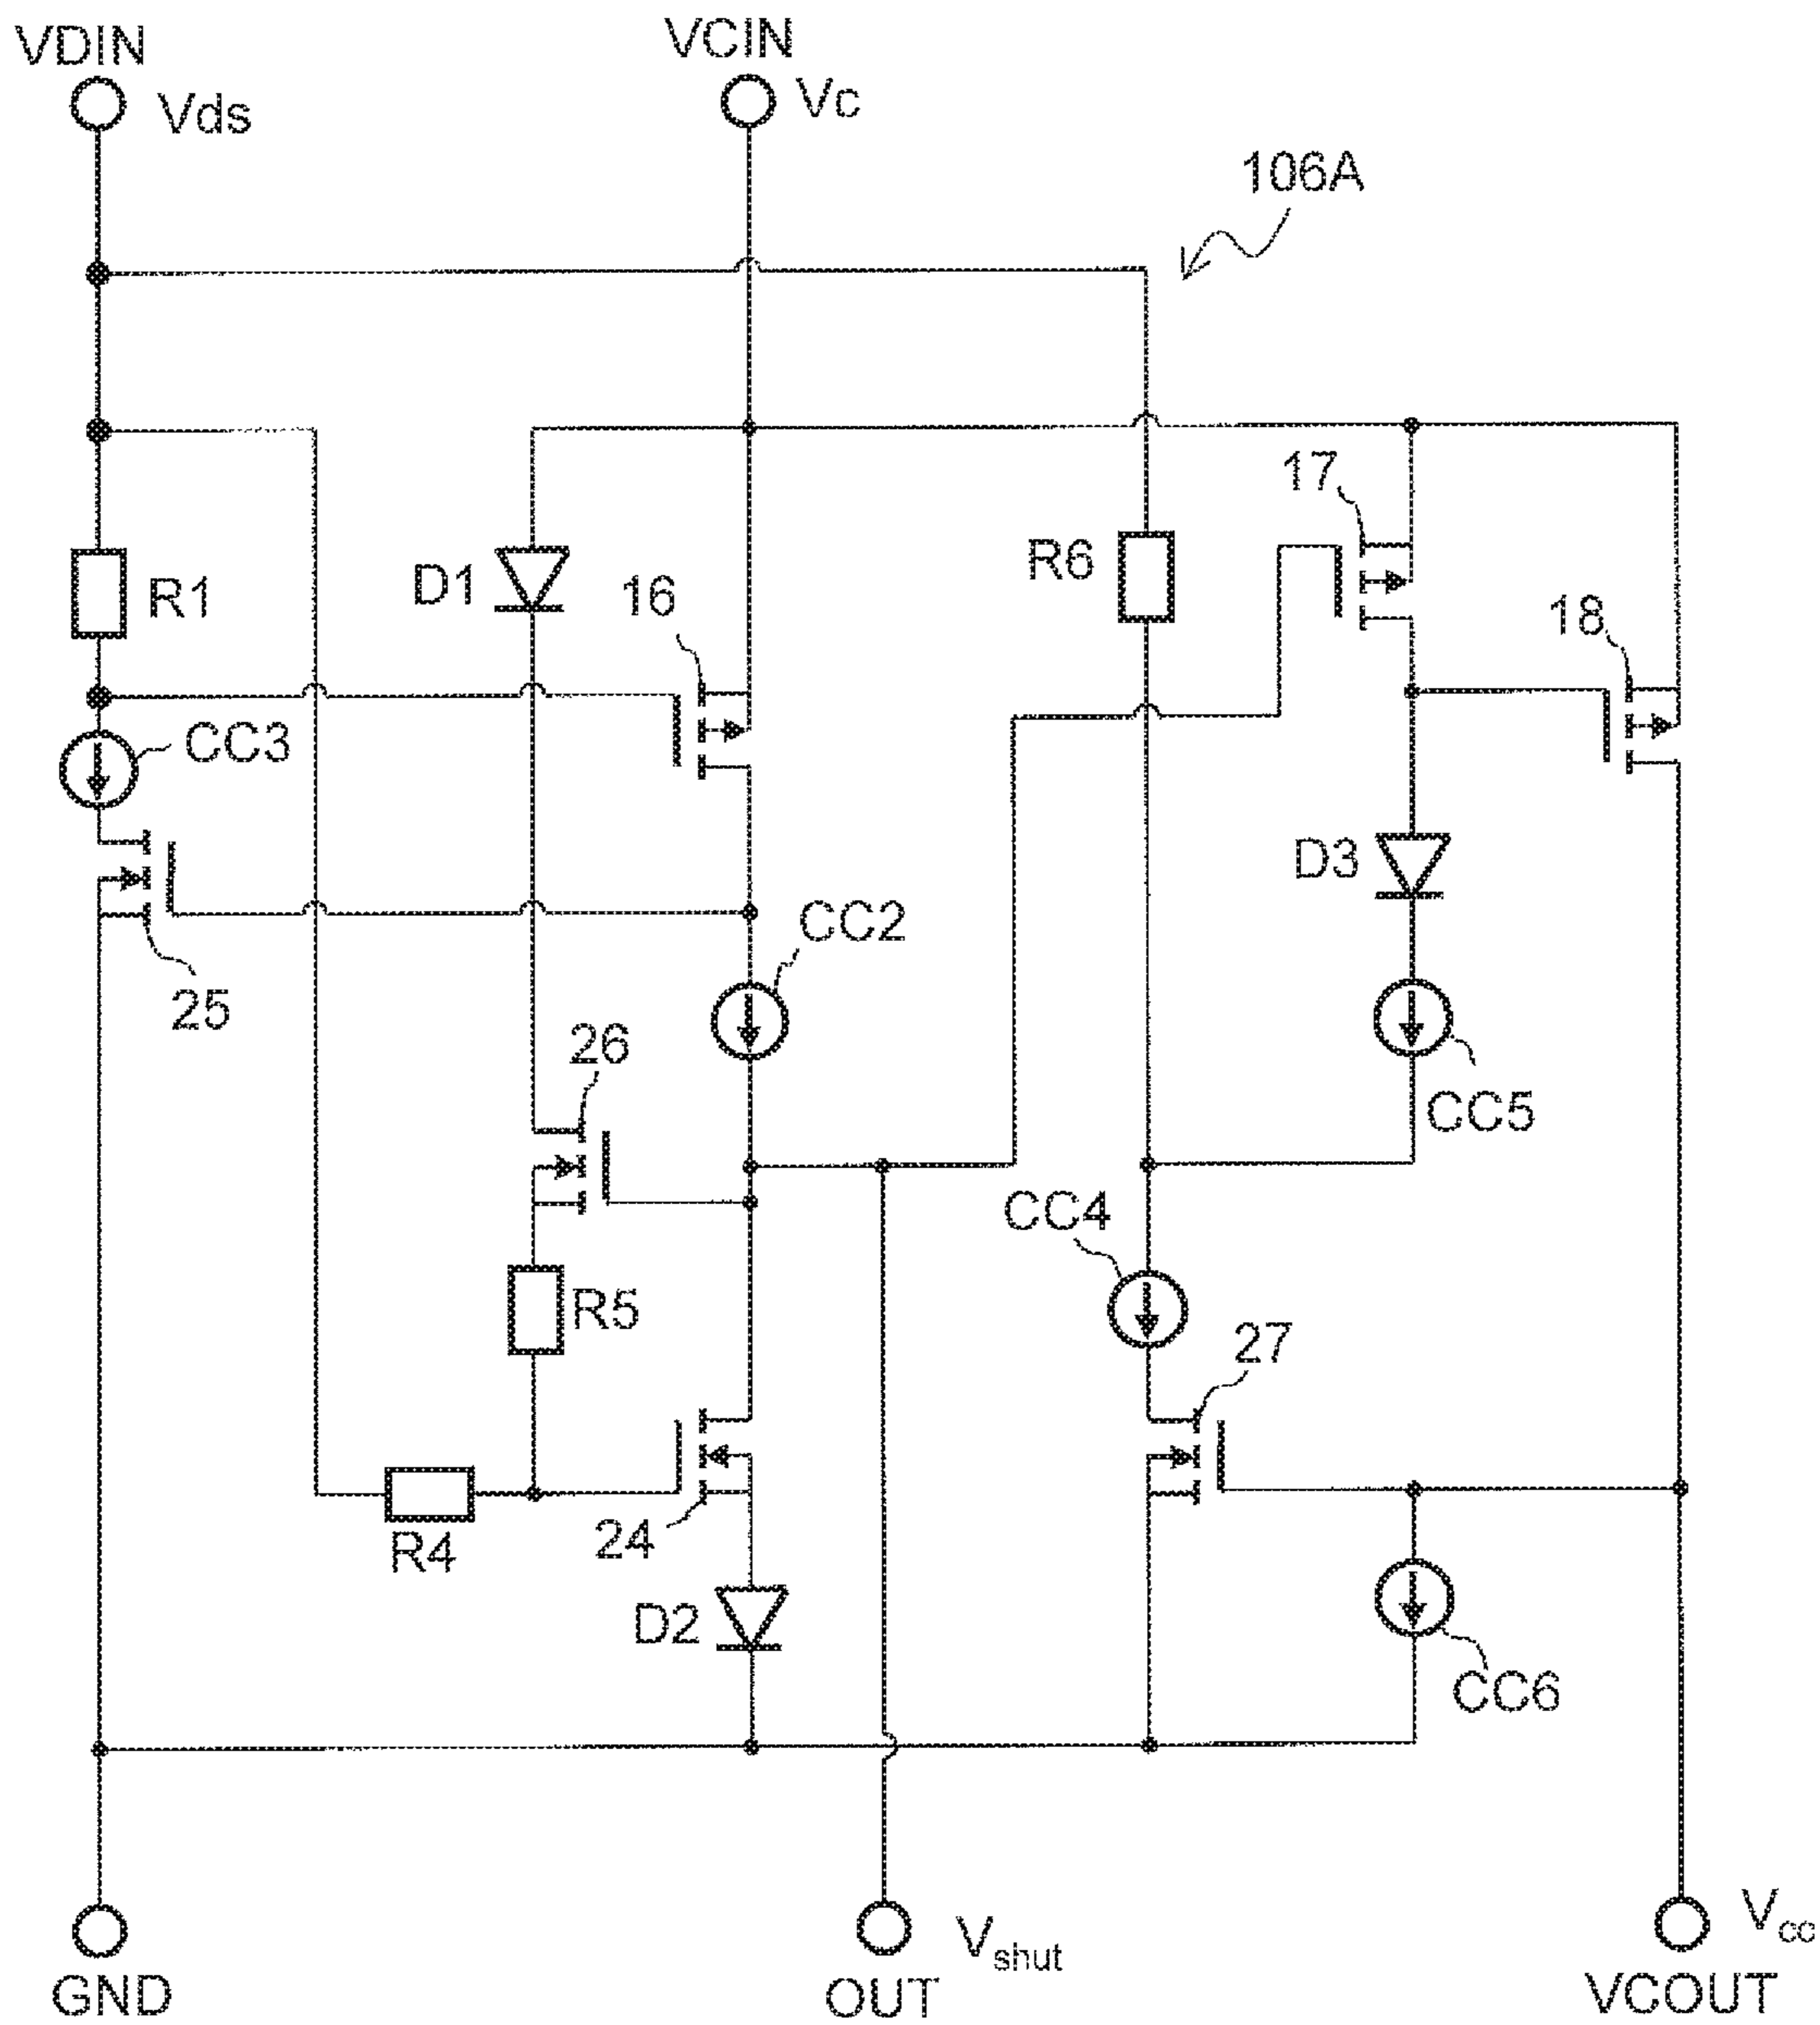 VDIN
VCIN
Vds
Vc
106A
17
R1
D1
16
R6
18
CC3
D3
CC2
25
26
CC5
CC4
R5
27
R4
24
D2
CC6
Vshut
Vcc
GND
OUT
VCOUT